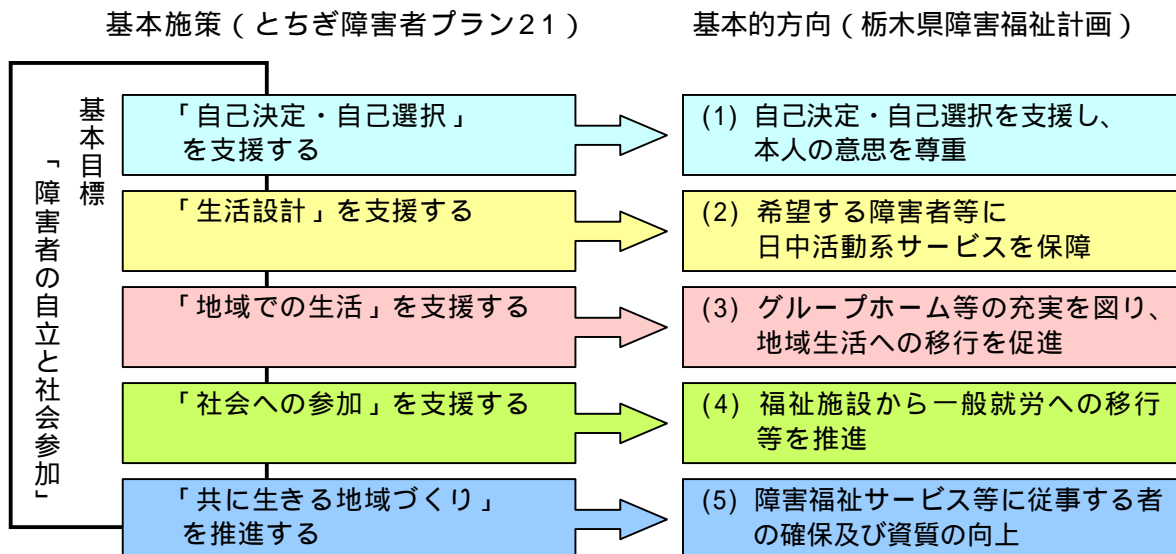 基本施策（とちぎ障害者プラン２１）
基本的方向（栃木県障害福祉計画）
基本目標
「障害者の自立と社会参加」
「自己決定・自己選択」
を支援する
(1) 自己決定・自己選択を支援し、
本人の意思を尊重
「生活設計」を支援する
(2) 希望する障害者等に
日中活動系サービスを保障
「地域での生活」を支援する
(3) グループホーム等の充実を図り、
地域生活への移行を促進
「社会への参加」を支援する
(4) 福祉施設から一般就労への移行
等を推進
「共に生きる地域づくり」
を推進する
(5) 障害福祉サービス等に従事する者
の確保及び資質の向上